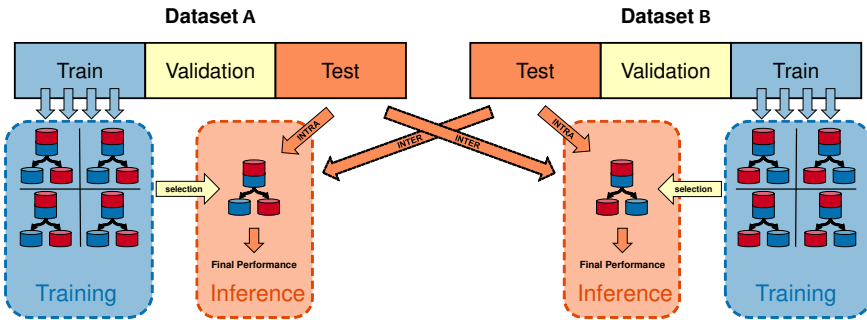 Dataset A
Dataset B
Train
Validation
Test
Test
Validation
Train
INTRA
INTER
INTER
INTRA
selection
selection
Final Performance
Final Performance
Training
Inference
Inference
Training